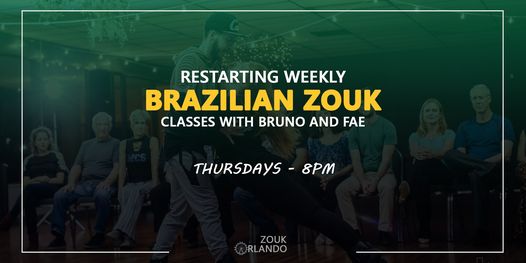 RESTARTING WEEKLY
BRAZILIAN ZOUK
CLASSES WITH BRUNO AND FAE
THURSDAYS - 8PM
ZOUK
ORLANDO